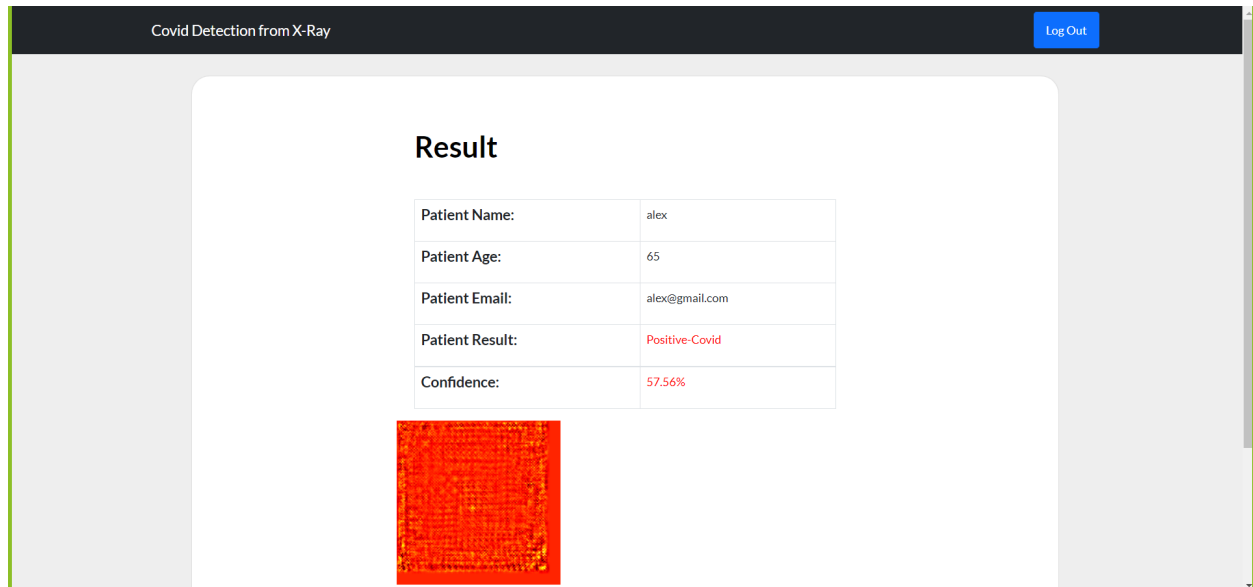 Covid Detection from X-Ray
Log Out
Result
Patient Name: alex
Patient Age: 65
Patient Email: alex@gmail.com
Patient Result: Positive-Covid
Confidence: 57.56%